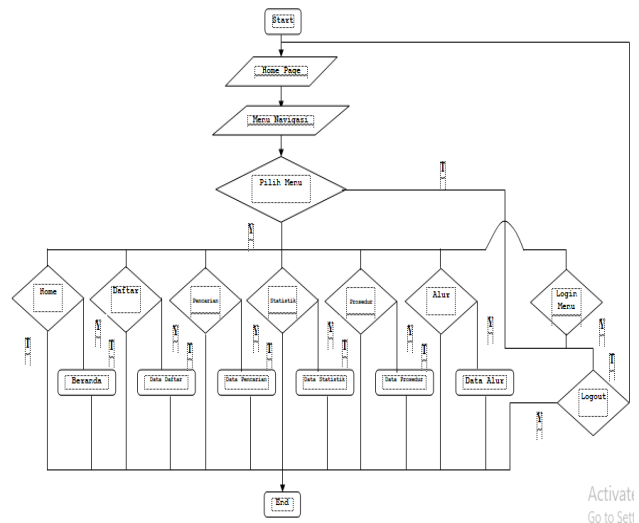 Start
Home Page
Menu Navigasi
Pilih Menu
T
Y
Home
Daftar
Pencarian
Statistik
Prosedur
Alur
Login
Menu
Y
Y
Y
Y
Y
Y
T
T
T
T
T
T
T
Beranda
Data Daftar
Data Pencarian
Data Statistik
Data Prosedur
Data Alur
Logout
Y
End
Activate
Go to Sett